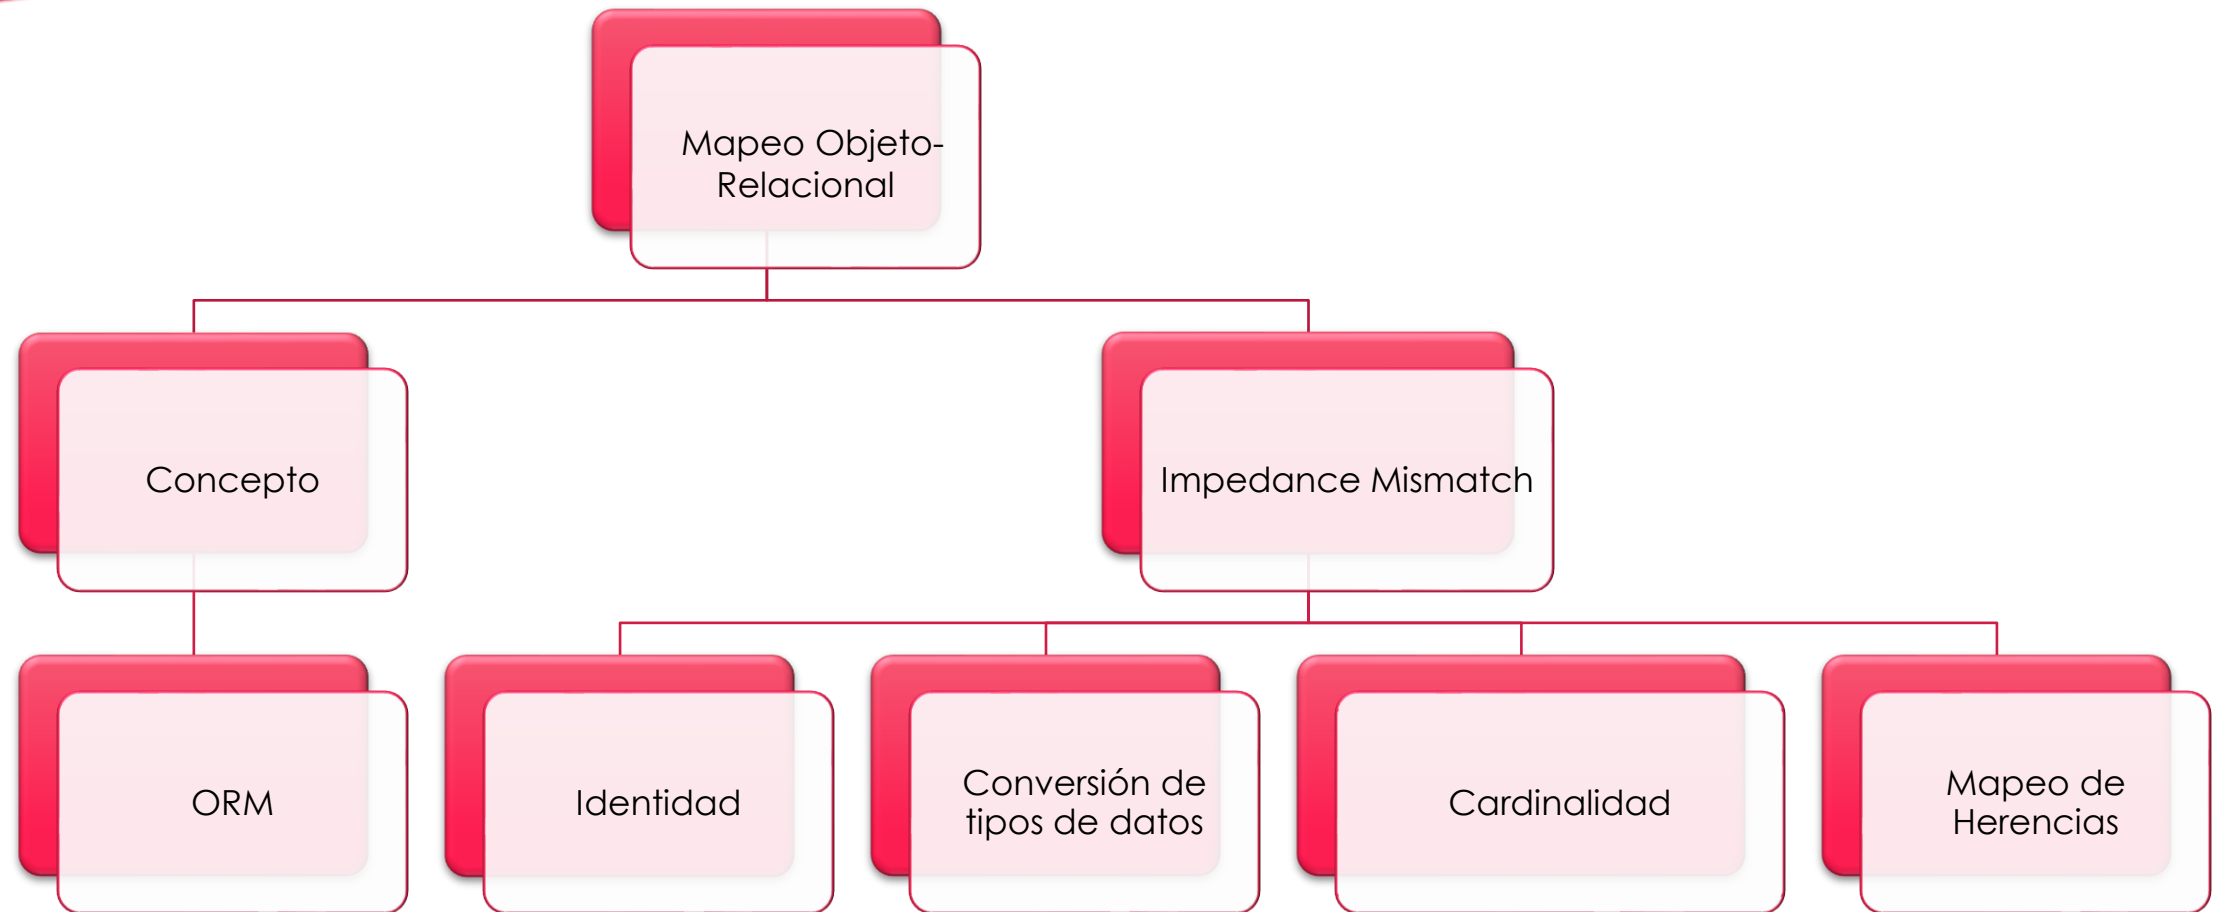 Mapeo Objeto-
Relacional
Concepto
Impedance Mismatch
ORM
Identidad
Conversión de
tipos de datos
Cardinalidad
Mapeo de
Herencias